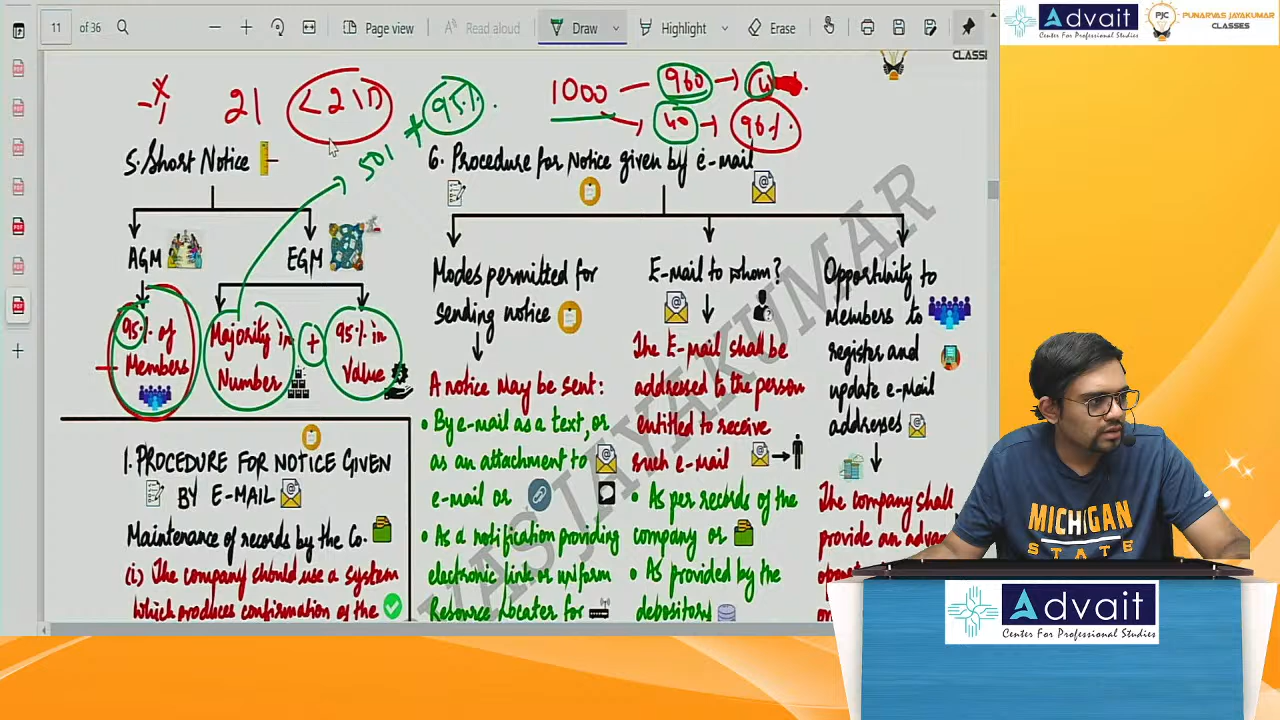 11 of 36
Page view
Read aloud
Draw
Highlight
Erase
Advait
Center For Professional Studies
PJC
PUNARVAS JAYAKUMAR
CLASSES
CLASS
21
<21D
501
+
95%.
1000
960
40
96%.
5. Short Notice
AGM
EGM
95% of
Members
Majority in
Number
+
95% in
Value
6. Procedure for Notice given by e-mail
Modes permitted for
sending notice
A notice may be sent:
• By e-mail as a text, or
as an attachment to
e-mail or
• As a notification providing
electronic link or uniform
Resource Locater for
E-mail to whom?
The E-mail shall be
addressed to the person
entitled to receive
such e-mail
• As per records of the
company or
• As provided by the
depository
Opportunity to
Members to
register and
update e-mail
addresses
The company shall
provide an
1. PROCEDURE FOR NOTICE GIVEN
BY E-MAIL
Maintenance of records by the Co.
(i) The company should use a system
which produces confirmation of the
VAS JAYAKUMAR
MICHIGAN
STATE
Advait
Center For Professional Studies